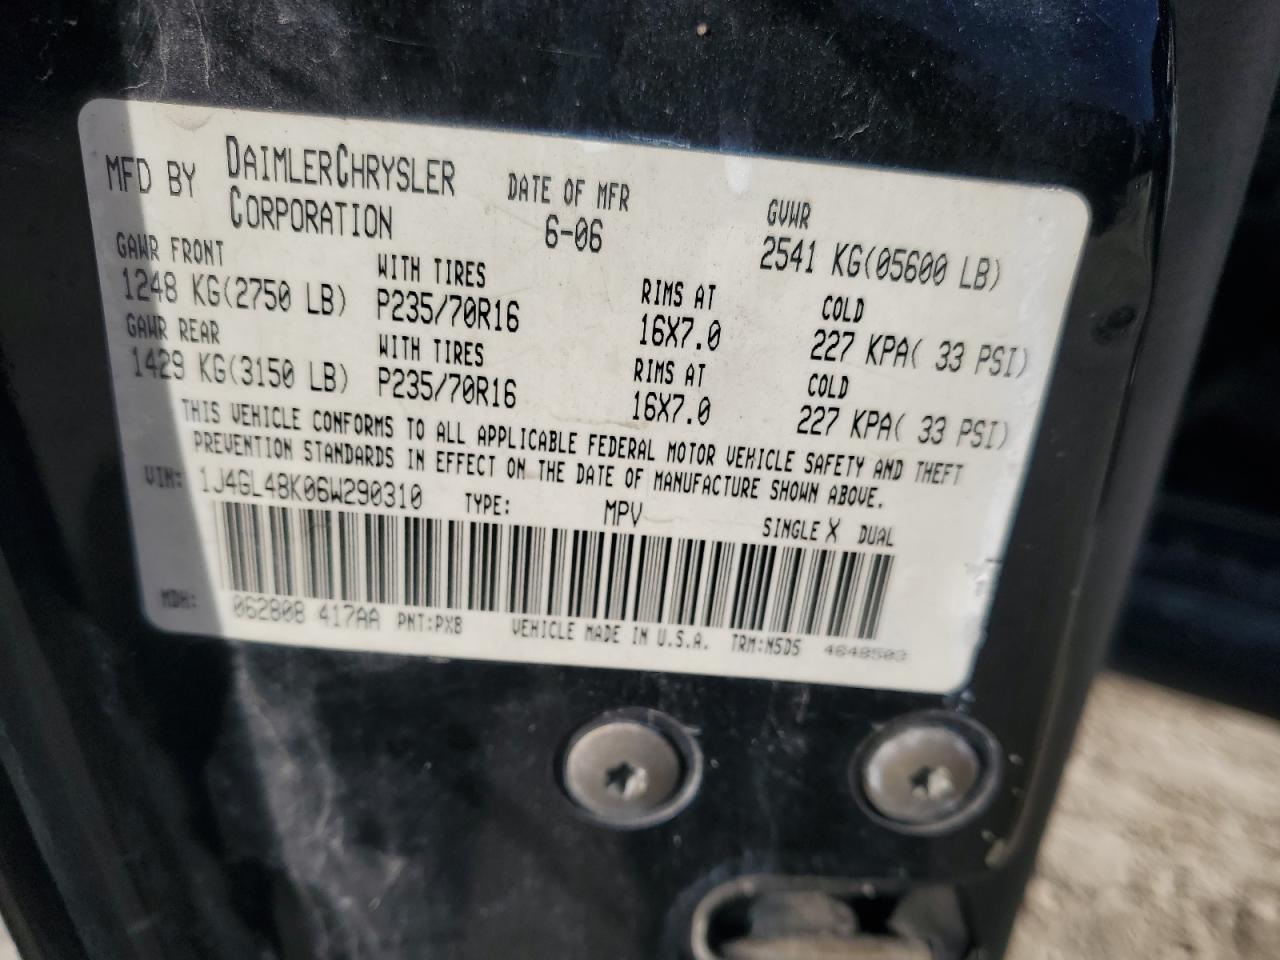 MFD BY DAIMLERCHRYSLER CORPORATION
DATE OF MFR 6-06
GVWR 2541 KG(05600 LB)
GAWR FRONT WITH TIRES RIMS AT COLD
1248 KG(2750 LB) P235/70R16 16X7.0 227 KPA( 33 PSI)
GAWR REAR WITH TIRES RIMS AT COLD
1429 KG(3150 LB) P235/70R16 16X7.0 227 KPA( 33 PSI)
THIS VEHICLE CONFORMS TO ALL APPLICABLE FEDERAL MOTOR VEHICLE SAFETY AND THEFT
PREVENTION STANDARDS IN EFFECT ON THE DATE OF MANUFACTURE SHOWN ABOVE.
VIN: 1J4GL48K06W290310 TYPE: MPV SINGLE X DUAL
MDH: 062808 417AA PNT:PXB VEHICLE MADE IN U.S.A. TRM:N5D5 4648503